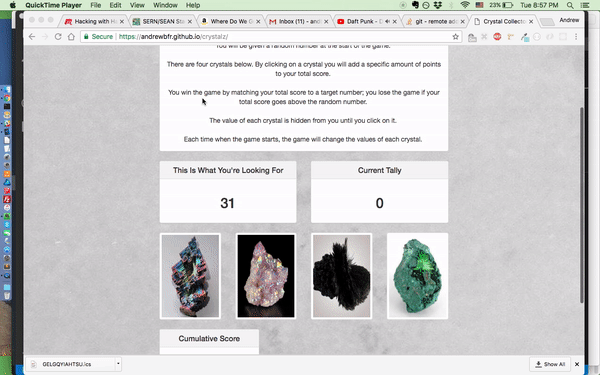 QuickTime Player File Edit View Window Help
23% Tue 8:57 PM
Hacking with H
SERN/SEAN Sta
Where Do We G
Inbox (11) - and
Daft Punk -
git - remote ad
Crystal Collect
Andrew
Secure https://andrewbfr.github.io/crystalz/
You will be given a random number at the start of the game.
There are four crystals below. By clicking on a crystal you will add a specific amount of points
to your total score.
You win the game by matching your total score to a target number; you lose the game if your
total score goes above the random number.
The value of each crystal is hidden from you until you click on it.
Each time when the game starts, the game will change the values of each crystal.
This Is What You're Looking For
Current Tally
31
0
Cumulative Score
GELGQYIAHTSU.ics
Show All